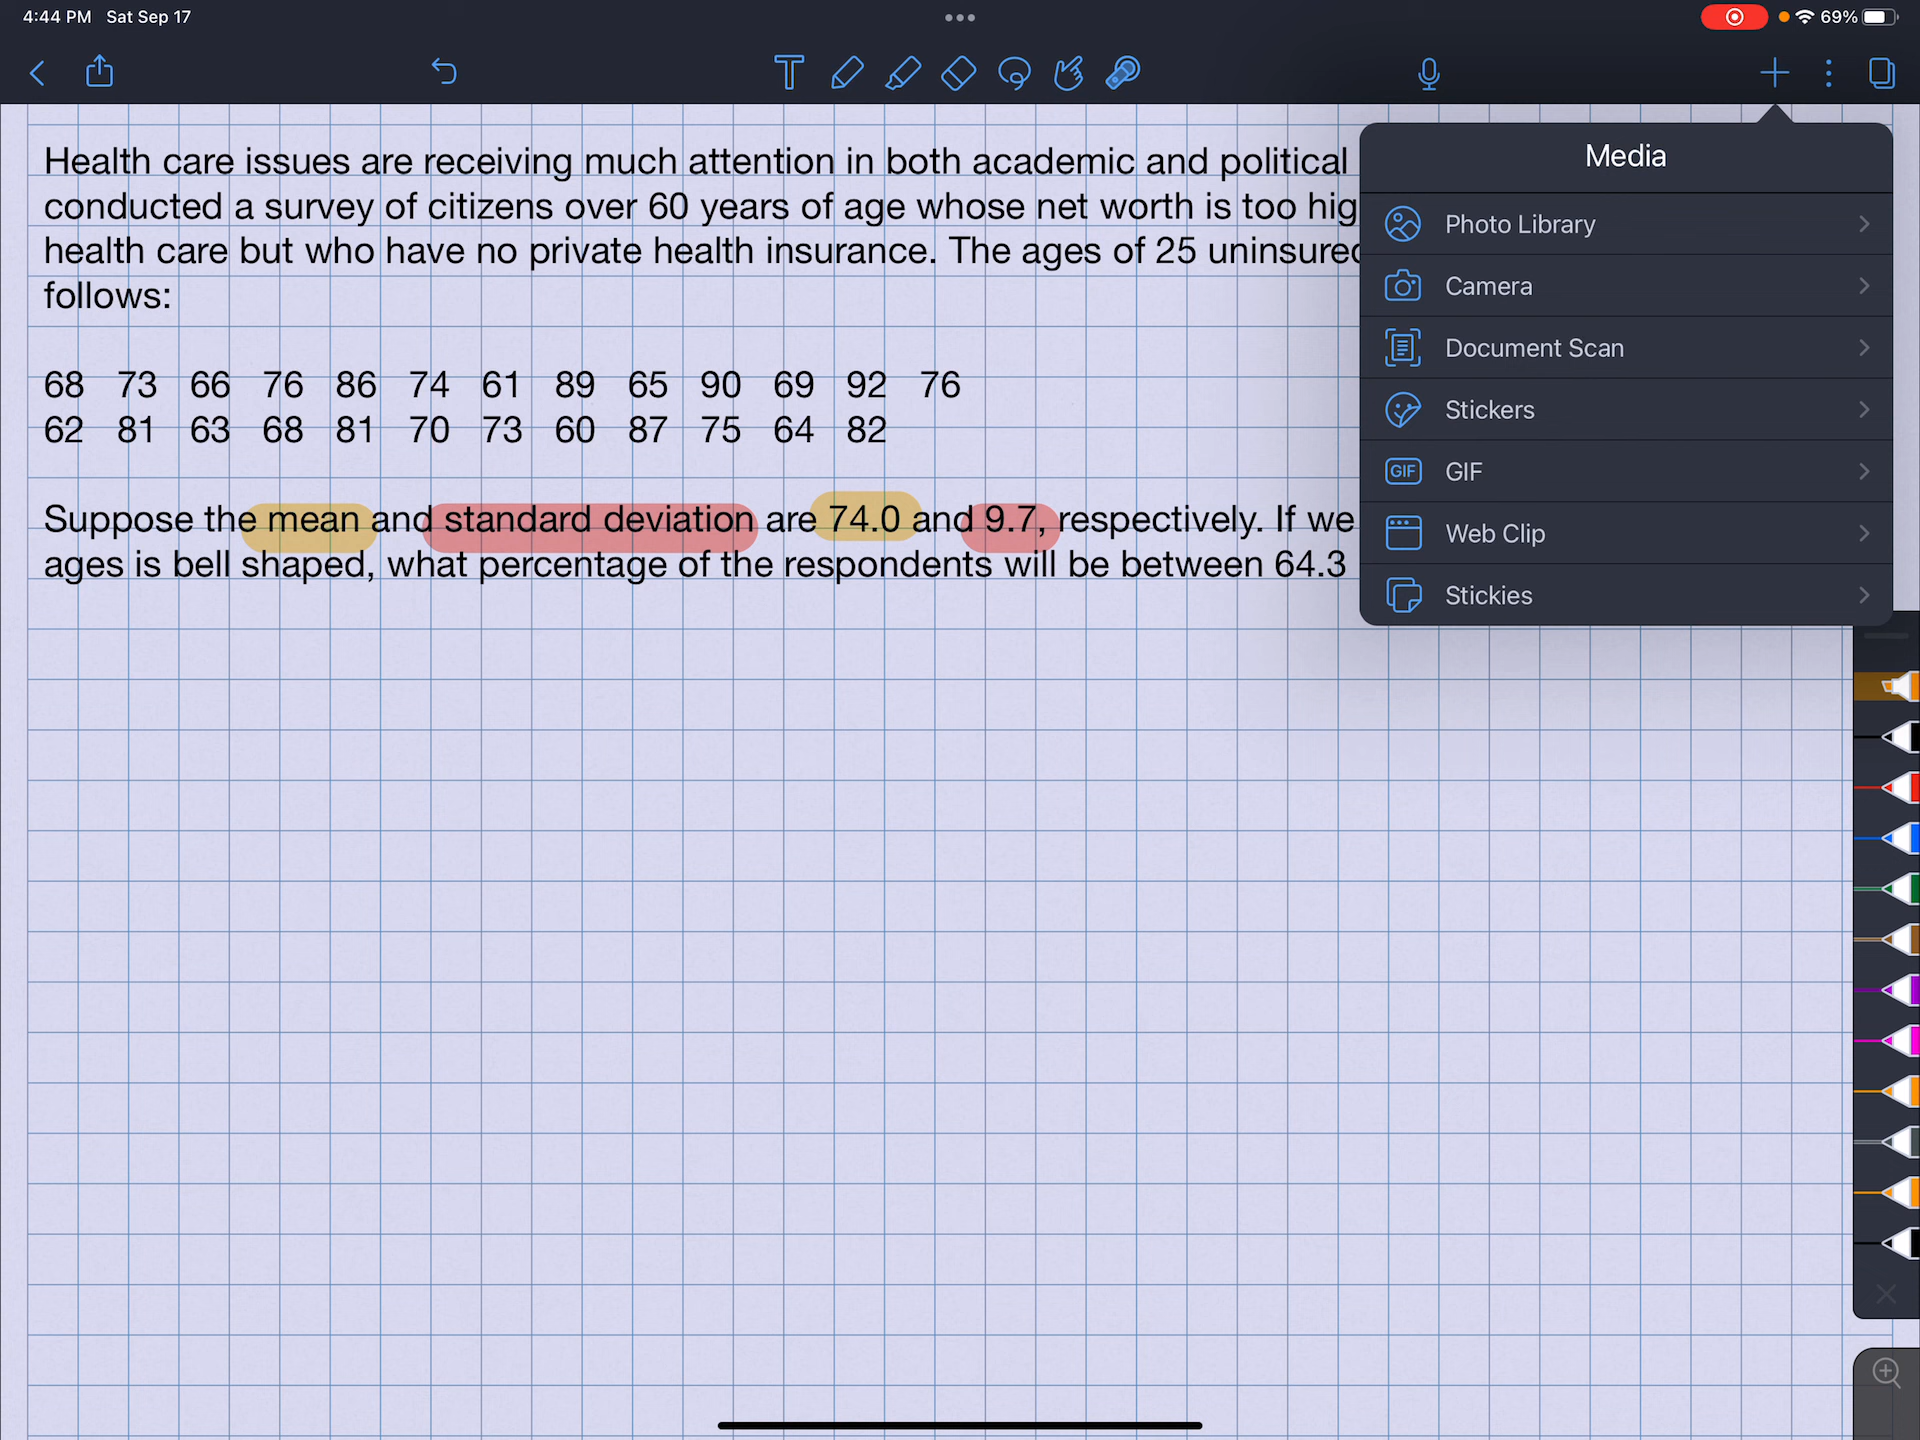 4:44 PM Sat Sep 17
69%
Health care issues are receiving much attention in both academic and political
conducted a survey of citizens over 60 years of age whose net worth is too hig
health care but who have no private health insurance. The ages of 25 uninsured
follows:
68 73 66 76 86 74 61 89 65 90 69 92 76
62 81 63 68 81 70 73 60 87 75 64 82
Suppose the mean and standard deviation are 74.0 and 9.7, respectively. If we
ages is bell shaped, what percentage of the respondents will be between 64.3
Media
Photo Library
Camera
Document Scan
Stickers
GIF GIF
Web Clip
Stickies